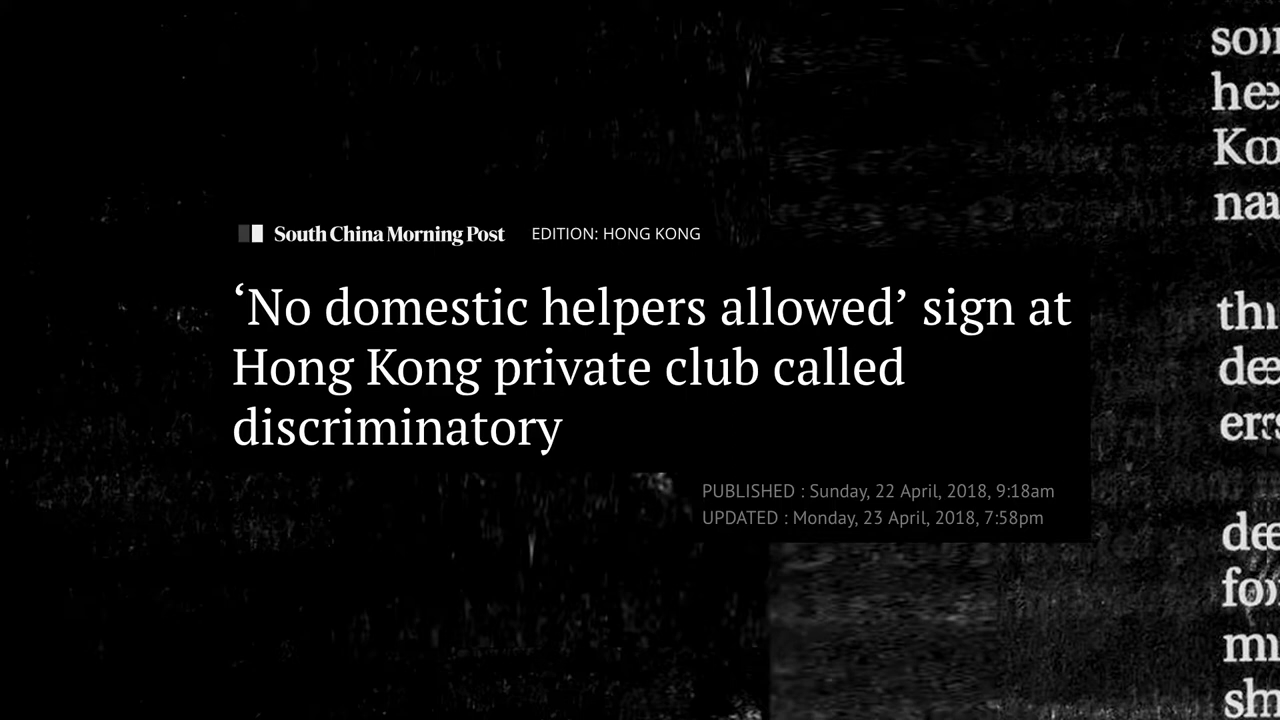 South China Morning Post EDITION: HONG KONG
‘No domestic helpers allowed’ sign at
Hong Kong private club called
discriminatory
PUBLISHED : Sunday, 22 April, 2018, 9:18am
UPDATED : Monday, 23 April, 2018, 7:58pm